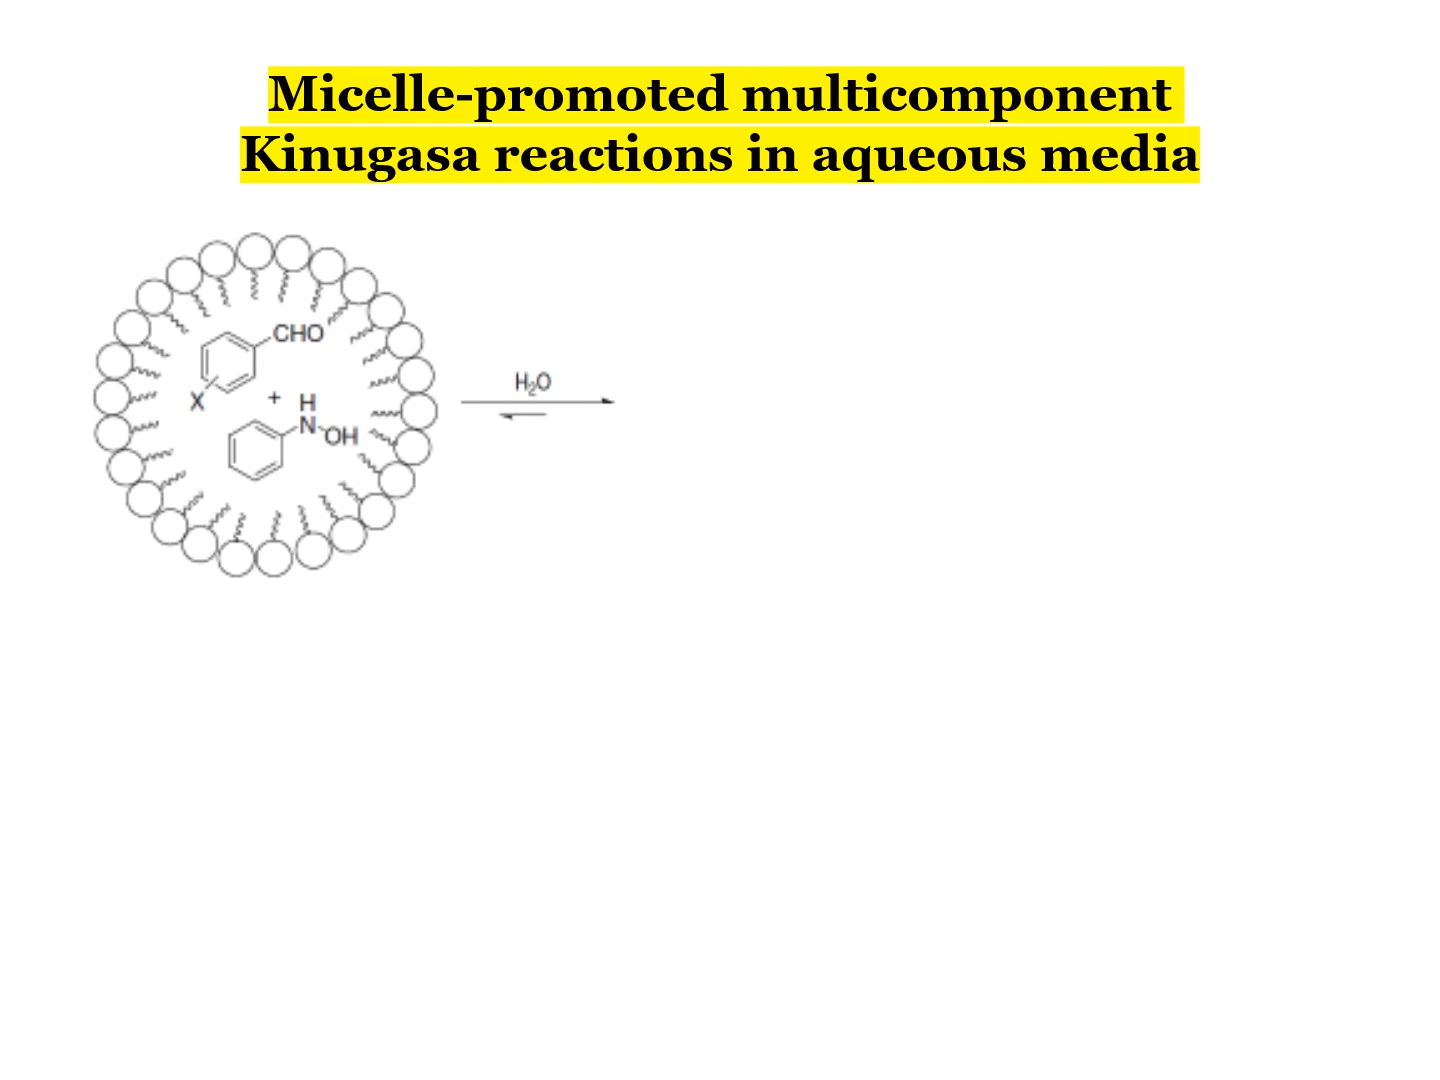 Micelle-promoted multicomponent
Kinugasa reactions in aqueous media
CHO
X
+
H
N
OH
H₂O